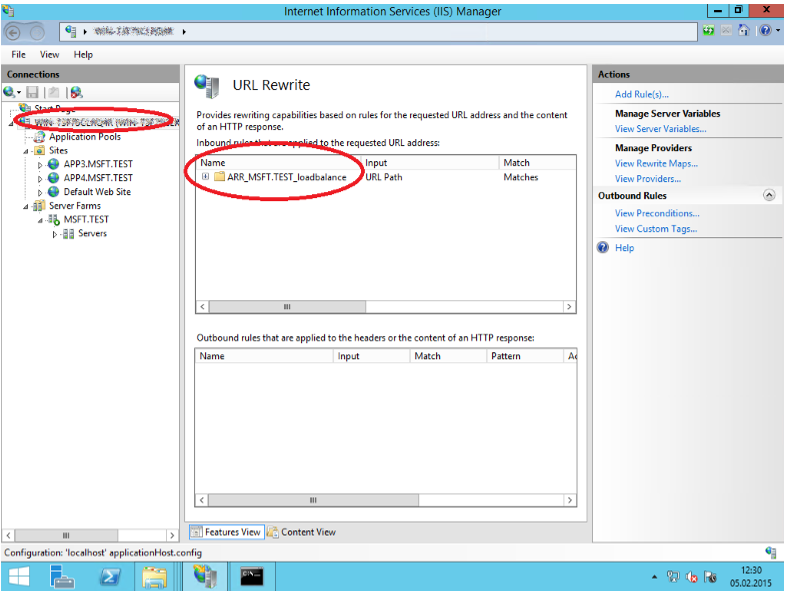 Internet Information Services (IIS) Manager
File View Help
Connections
Start Page
Application Pools
Sites
APP3.MSFT.TEST
APP4.MSFT.TEST
Default Web Site
Server Farms
MSFT.TEST
Servers
URL Rewrite
Provides rewriting capabilities based on rules for the requested URL address and the content
of an HTTP response.
Inbound rules that are applied to the requested URL address:
Name Input Match
ARR_MSFT.TEST_loadbalance URL Path Matches
Outbound rules that are applied to the headers or the content of an HTTP response:
Name Input Match Pattern Ac
Features View Content View
Actions
Add Rule(s)...
Manage Server Variables
View Server Variables...
Manage Providers
View Rewrite Maps...
View Providers...
Outbound Rules
View Preconditions...
View Custom Tags...
Help
Configuration: 'localhost' applicationHost.config
12:30
05.02.2015